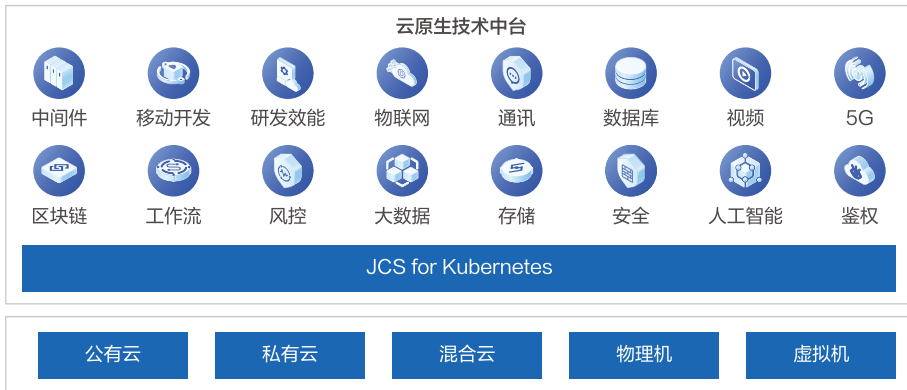 云原生技术中台
中间件 移动开发 研发效能 物联网 通讯 数据库 视频 5G
区块链 工作流 风控 大数据 存储 安全 人工智能 鉴权
JCS for Kubernetes
公有云 私有云 混合云 物理机 虚拟机